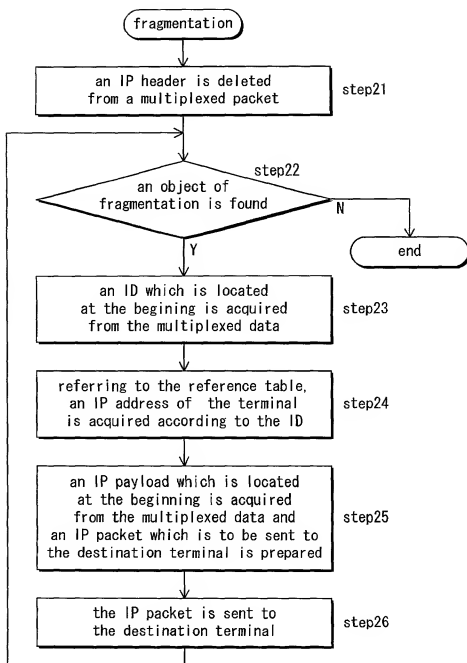 fragmentation
an IP header is deleted
from a multiplexed packet
step21
step22
an object of
fragmentation is found
N
Y
end
an ID which is located
at the begining is acquired
from the multiplexed data
step23
referring to the reference table,
an IP address of the terminal
is acquired according to the ID
step24
an IP payload which is located
at the beginning is acquired
from the multiplexed data and
an IP packet which is to be sent to
the destination terminal is prepared
step25
the IP packet is sent to
the destination terminal
step26